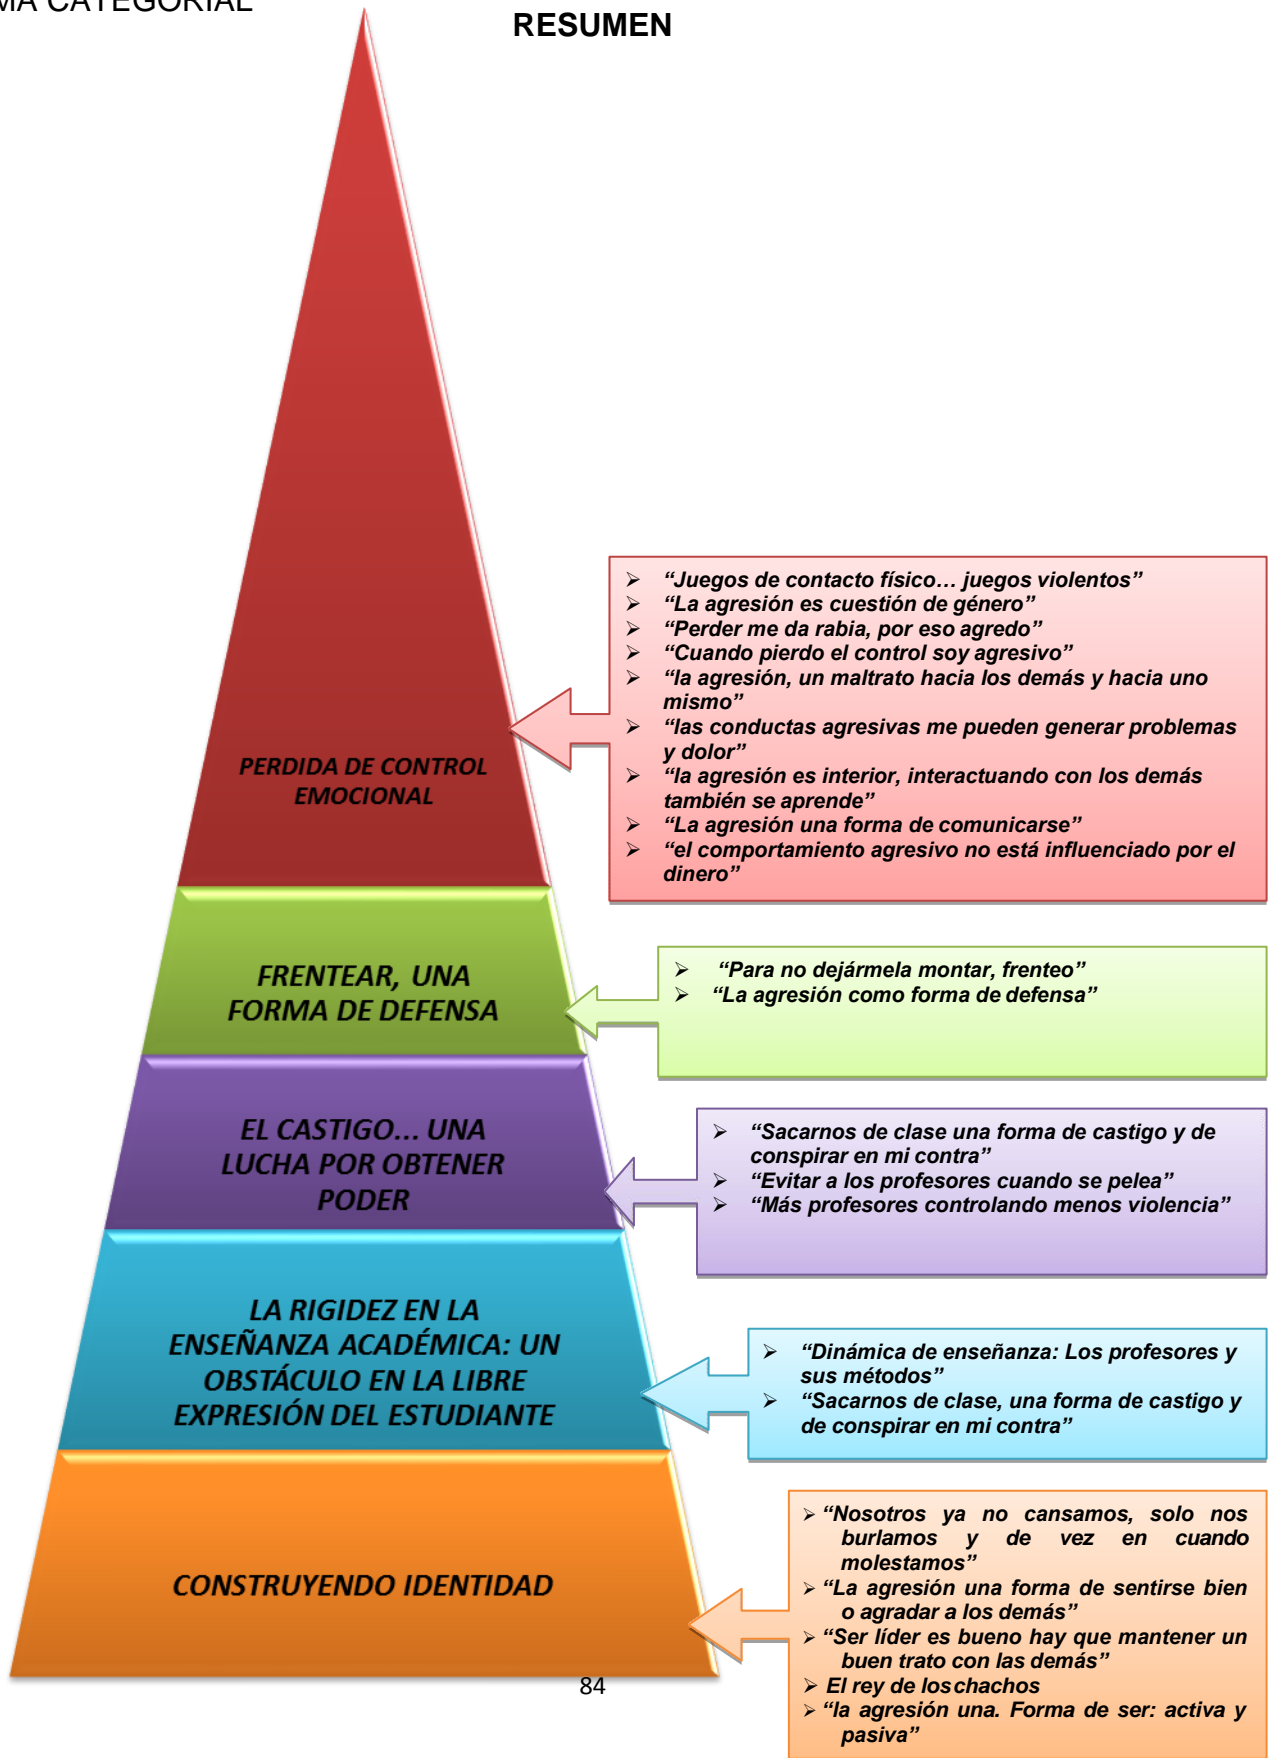 MA CATEGORIAL
RESUMEN
PERDIDA DE CONTROL
EMOCIONAL
➢ “Juegos de contacto físico… juegos violentos”
➢ “La agresión es cuestión de género”
➢ “Perder me da rabia, por eso agredo”
➢ “Cuando pierdo el control soy agresivo”
➢ “la agresión, un maltrato hacia los demás y hacia uno
mismo”
➢ “las conductas agresivas me pueden generar problemas
y dolor”
➢ “la agresión es interior, interactuando con los demás
también se aprende”
➢ “La agresión una forma de comunicarse”
➢ “el comportamiento agresivo no está influenciado por el
dinero”
FRENTEAR, UNA
FORMA DE DEFENSA
➢ “Para no dejármela montar, frenteo”
➢ “La agresión como forma de defensa”
EL CASTIGO... UNA
LUCHA POR OBTENER
PODER
➢ “Sacarnos de clase una forma de castigo y de
conspirar en mi contra”
➢ “Evitar a los profesores cuando se pelea”
➢ “Más profesores controlando menos violencia”
LA RIGIDEZ EN LA
ENSEÑANZA ACADÉMICA: UN
OBSTÁCULO EN LA LIBRE
EXPRESIÓN DEL ESTUDIANTE
➢ “Dinámica de enseñanza: Los profesores y
sus métodos”
➢ “Sacarnos de clase, una forma de castigo y
de conspirar en mi contra”
CONSTRUYENDO IDENTIDAD
➢ “Nosotros ya no cansamos, solo nos
burlamos y de vez en cuando
molestamos”
➢ “La agresión una forma de sentirse bien
o agradar a los demás”
➢ “Ser líder es bueno hay que mantener un
buen trato con las demás”
➢ El rey de los chachos
➢ “la agresión una. Forma de ser: activa y
pasiva”
84